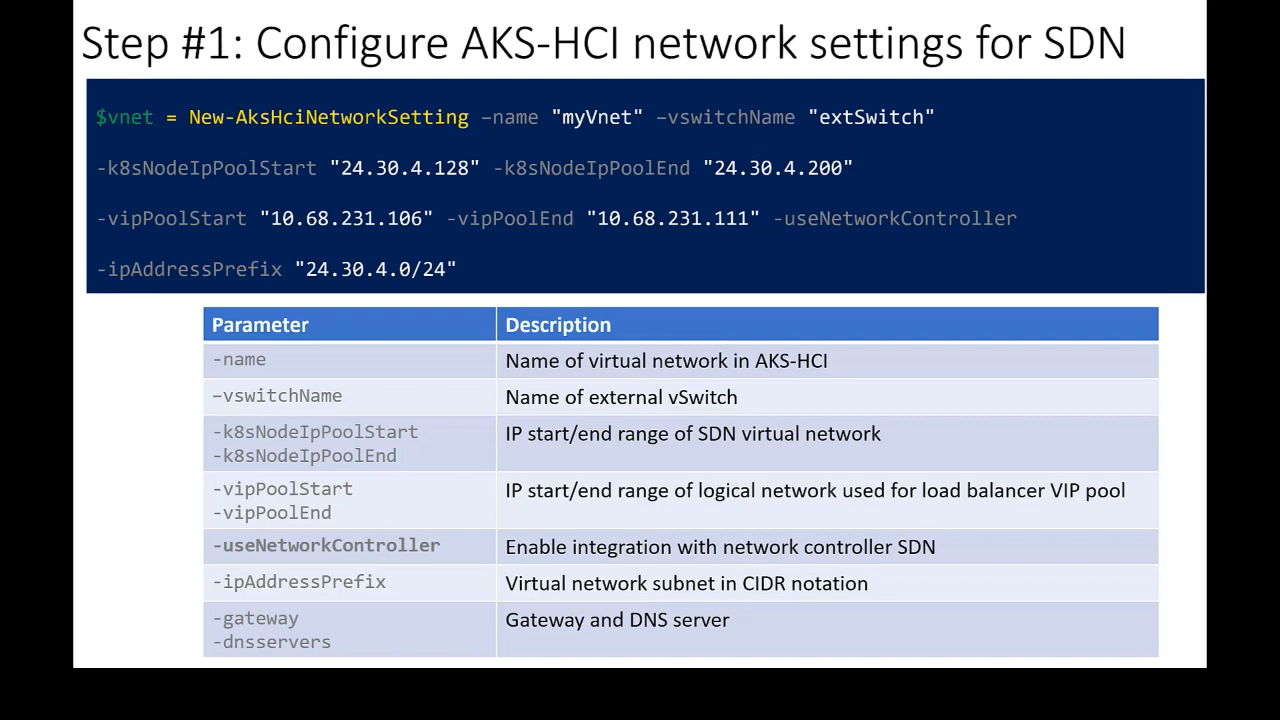 Step #1: Configure AKS-HCI network settings for SDN
$vnet = New-AksHciNetworkSetting –name "myVnet" –vswitchName "extSwitch"
-k8sNodeIpPoolStart "24.30.4.128" -k8sNodeIpPoolEnd "24.30.4.200"
-vipPoolStart "10.68.231.106" -vipPoolEnd "10.68.231.111" -useNetworkController
-ipAddressPrefix "24.30.4.0/24"
Parameter Description
-name Name of virtual network in AKS-HCI
–vswitchName Name of external vSwitch
-k8sNodeIpPoolStart IP start/end range of SDN virtual network
-k8sNodeIpPoolEnd
-vipPoolStart IP start/end range of logical network used for load balancer VIP pool
-vipPoolEnd
-useNetworkController Enable integration with network controller SDN
-ipAddressPrefix Virtual network subnet in CIDR notation
-gateway Gateway and DNS server
-dnsservers